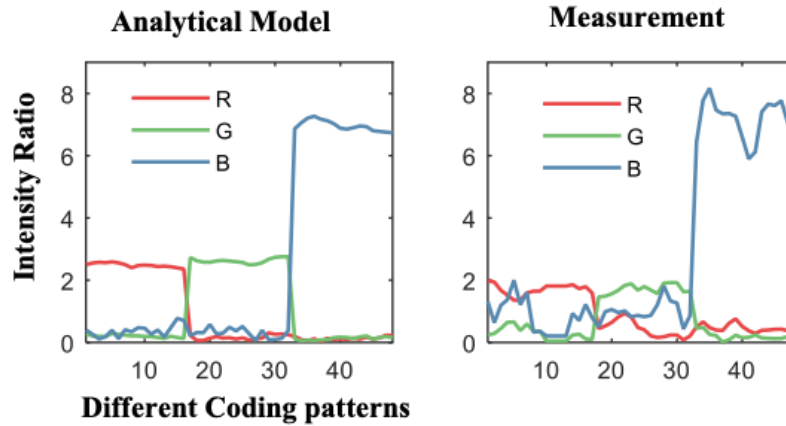 Analytical Model
Measurement
Intensity Ratio
8
6
4
2
0
R
G
B
10
20
30
40
8
6
4
2
0
R
G
B
10
20
30
40
Different Coding patterns